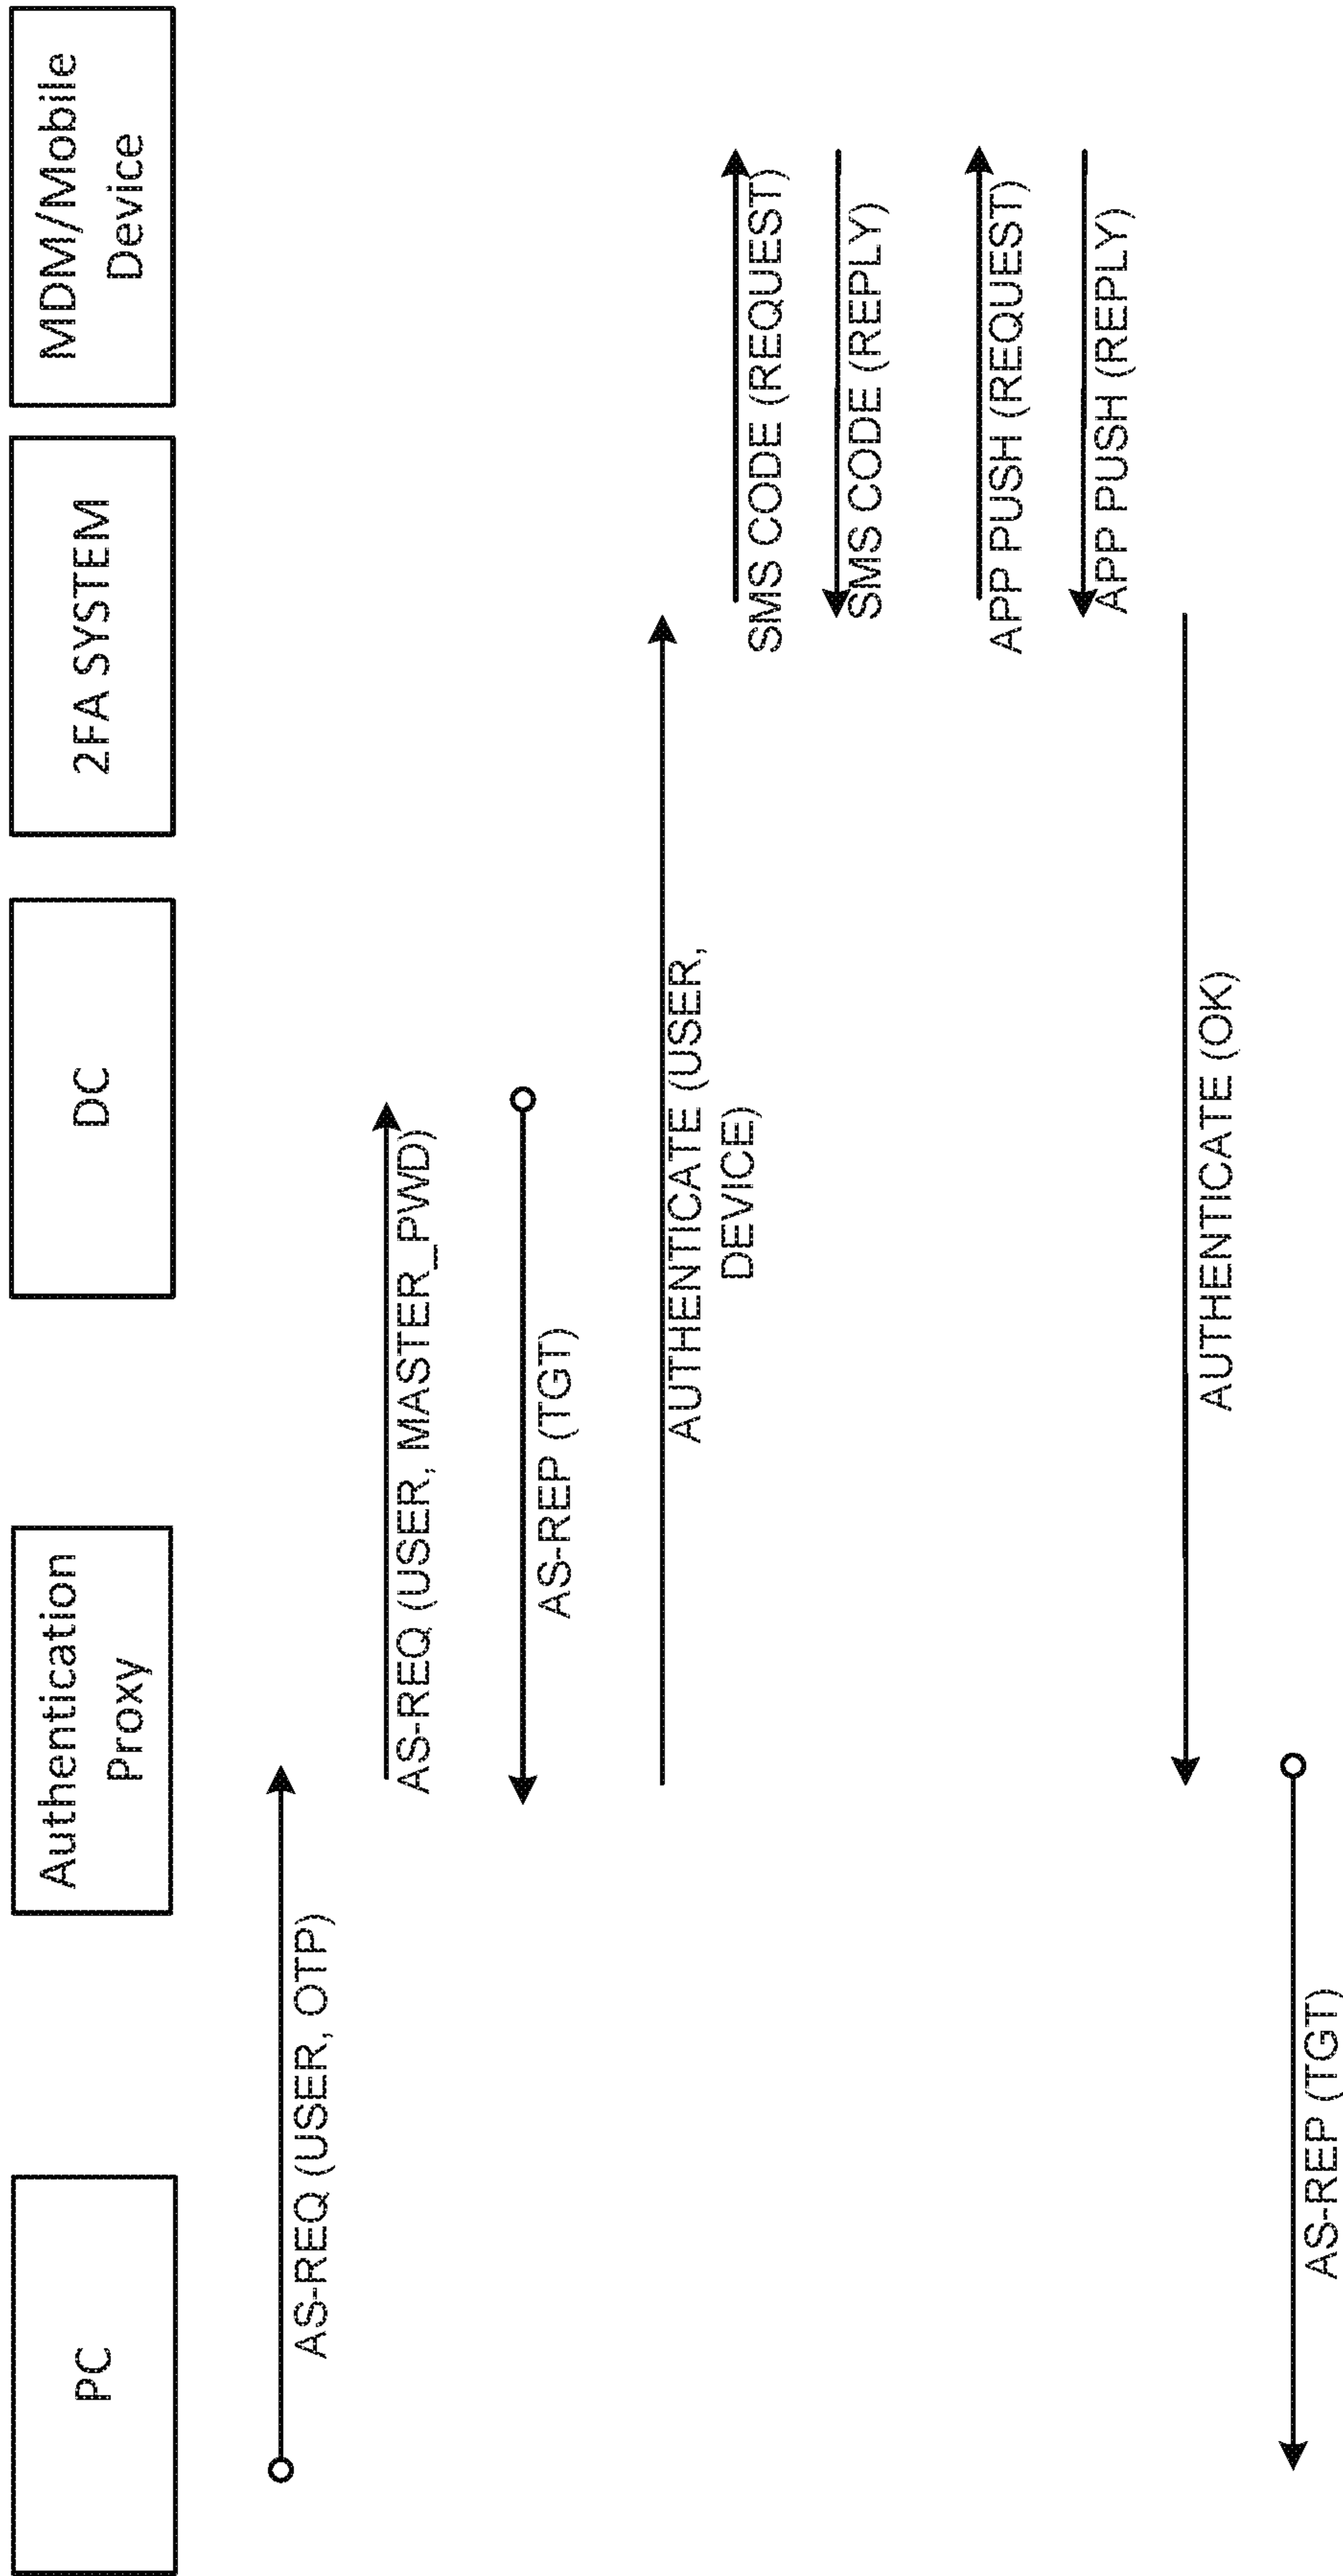 PC
Authentication
Proxy
DC
2FA SYSTEM
MDM/Mobile
Device
AS-REQ (USER, OTP)
AS-REQ (USER, MASTER_PWD)
AS-REP (TGT)
AUTHENTICATE (USER,
DEVICE)
SMS CODE (REQUEST)
SMS CODE (REPLY)
APP PUSH (REQUEST)
APP PUSH (REPLY)
AUTHENTICATE (OK)
AS-REP (TGT)